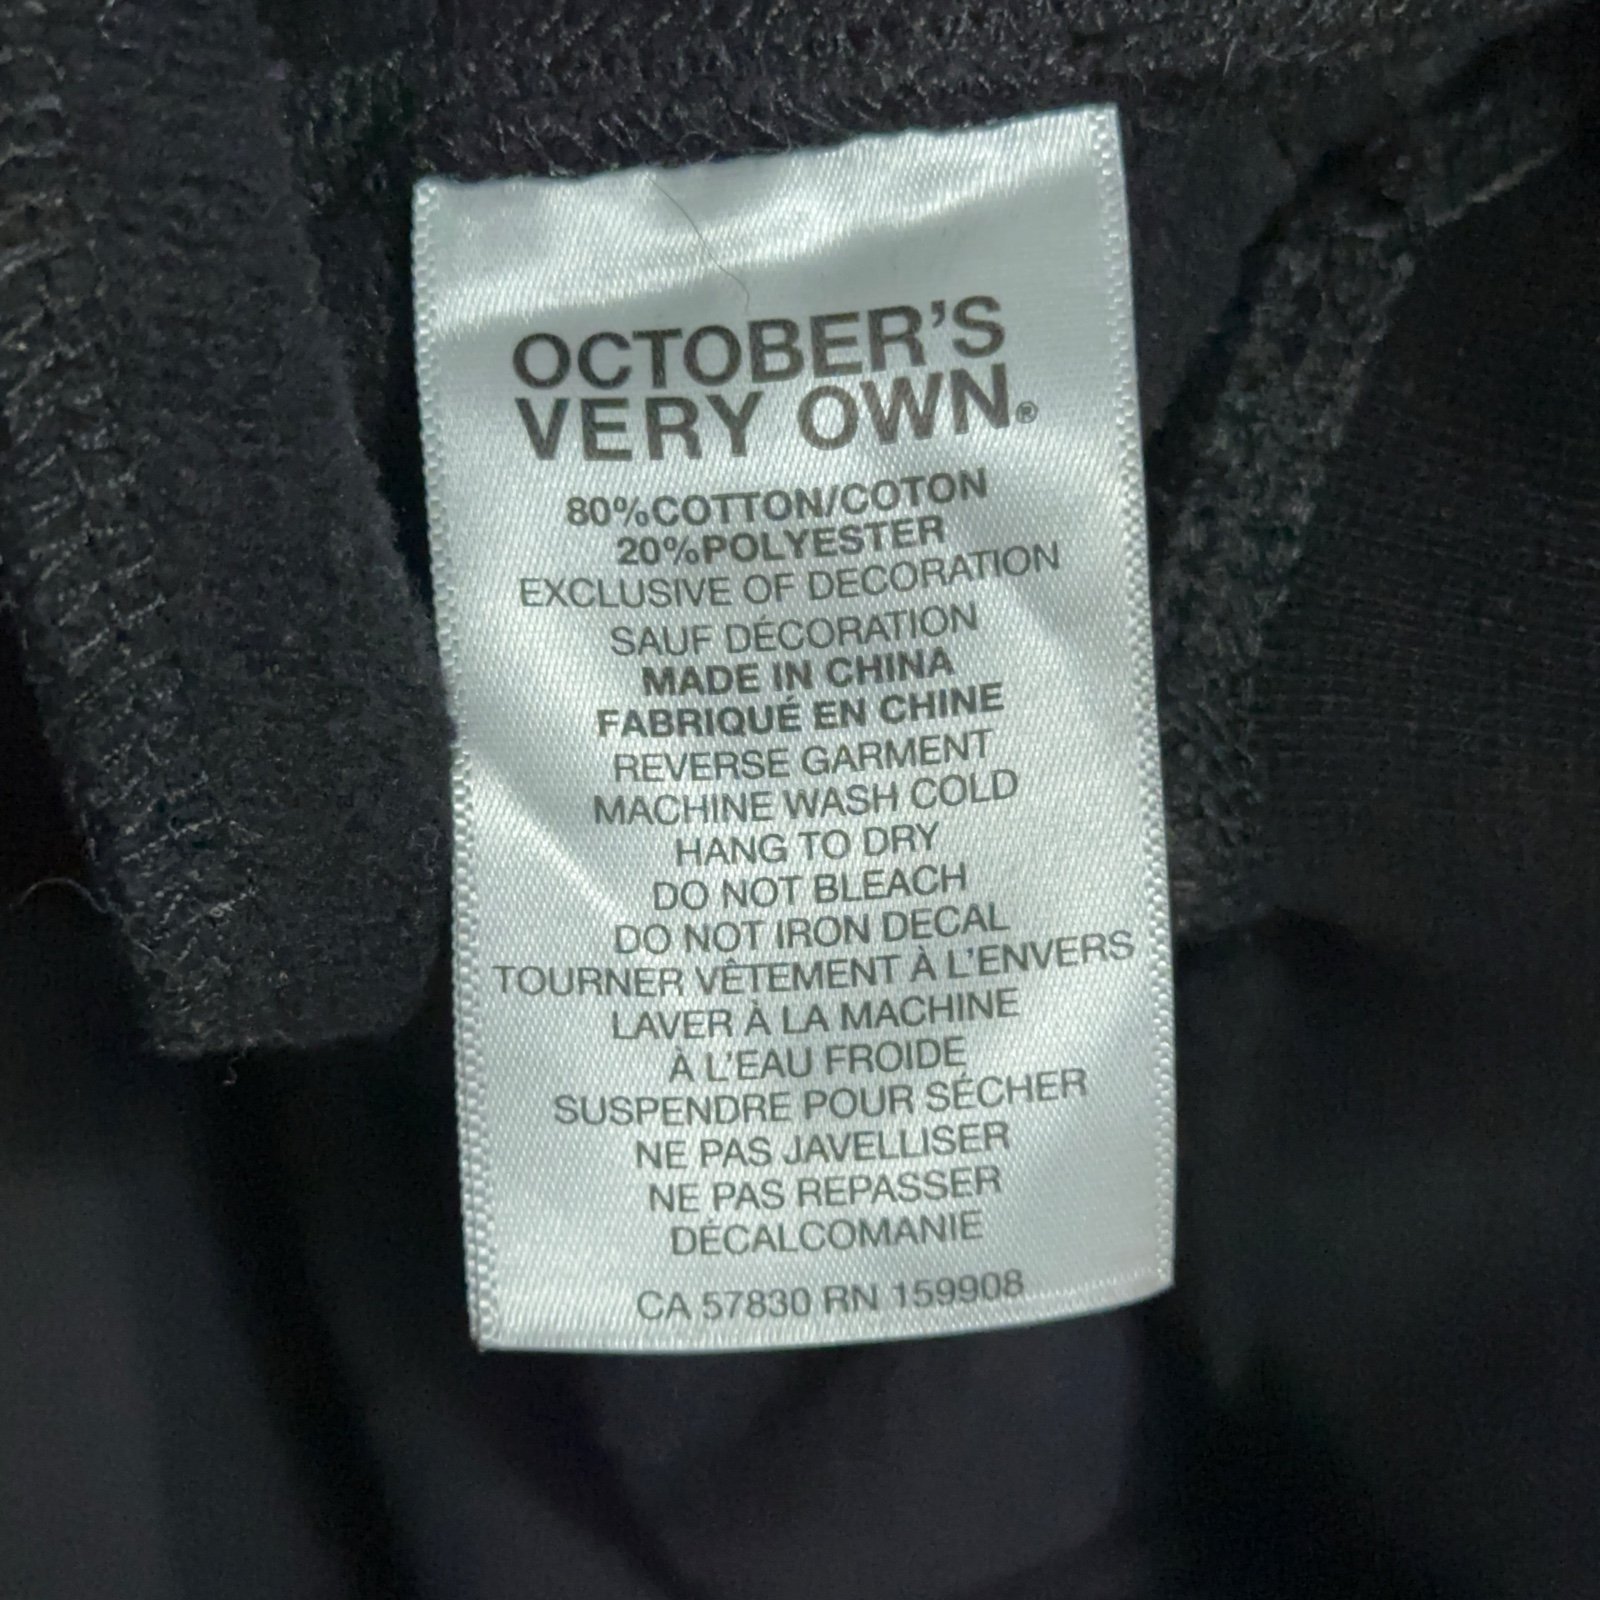 OCTOBER'S
VERY OWN®
80%COTTON/COTON
20%POLYESTER
EXCLUSIVE OF DECORATION
SAUF DÉCORATION
MADE IN CHINA
FABRIQUÉ EN CHINE
REVERSE GARMENT
MACHINE WASH COLD
HANG TO DRY
DO NOT BLEACH
DO NOT IRON DECAL
TOURNER VÊTEMENT À L'ENVERS
LAVER À LA MACHINE
À L'EAU FROIDE
SUSPENDRE POUR SÉCHER
NE PAS JAVELLISER
NE PAS REPASSER
DÉCALCOMANIE
CA 57830 RN 159908